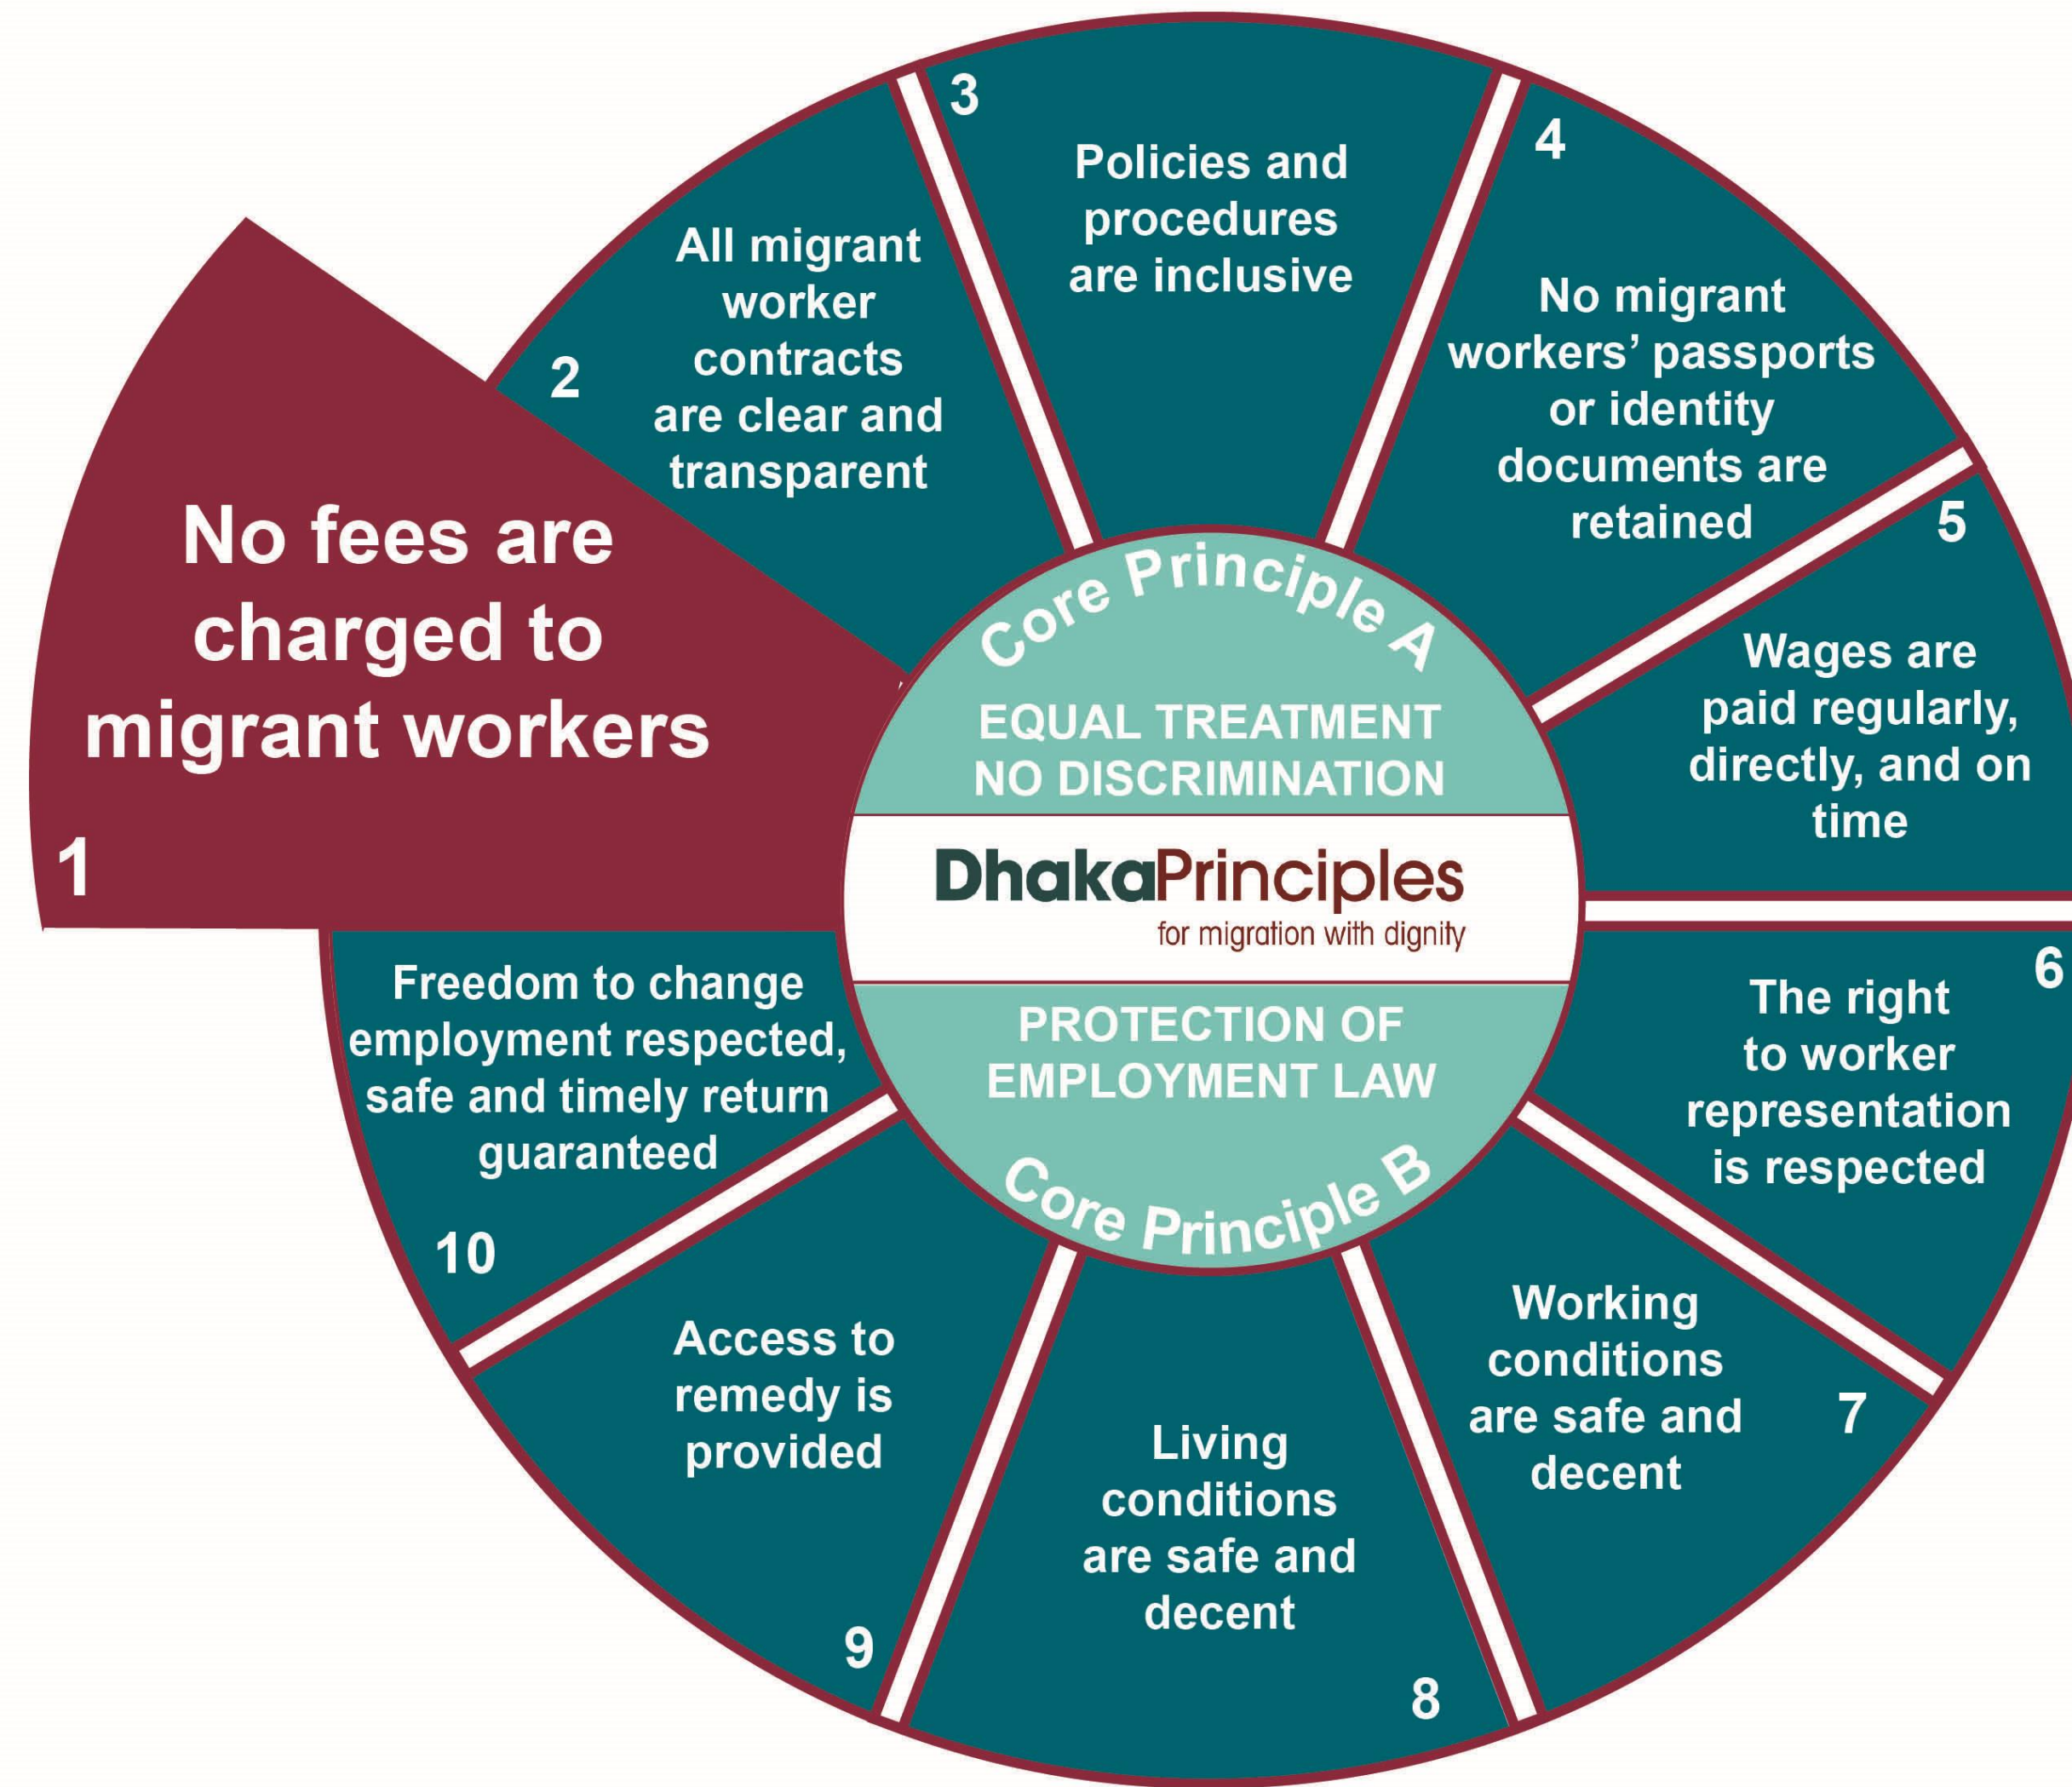 1
No fees are
charged to
migrant workers
2
All migrant
worker
contracts
are clear and
transparent
3
Policies and
procedures
are inclusive
4
No migrant
workers’ passports
or identity
documents are
retained
5
Wages are
paid regularly,
directly, and on
time
6
The right
to worker
representation
is respected
7
Working
conditions
are safe and
decent
8
Living
conditions
are safe and
decent
9
Access to
remedy is
provided
10
Freedom to change
employment respected,
safe and timely return
guaranteed
Core Principle A
EQUAL TREATMENT
NO DISCRIMINATION
DhakaPrinciples
for migration with dignity
PROTECTION OF
EMPLOYMENT LAW
Core Principle B